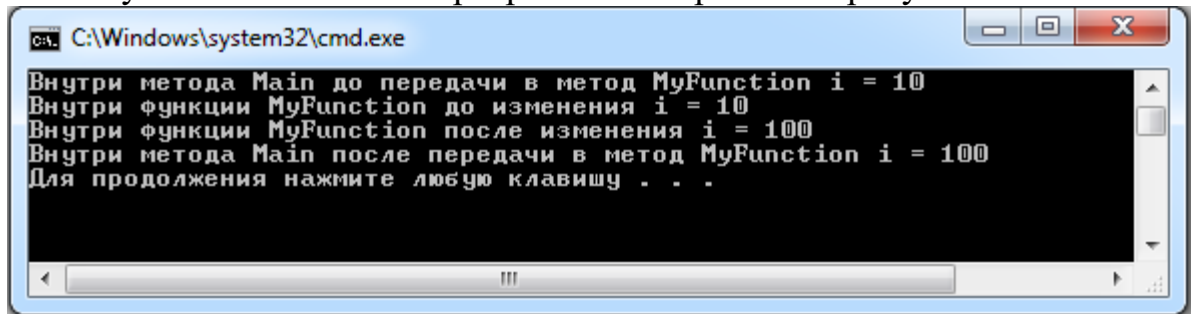 C:\Windows\system32\cmd.exe
Внутри метода Main до передачи в метод MyFunction i = 10
Внутри функции MyFunction до изменения i = 10
Внутри функции MyFunction после изменения i = 100
Внутри метода Main после передачи в метод MyFunction i = 100
Для продолжения нажмите любую клавишу . . .